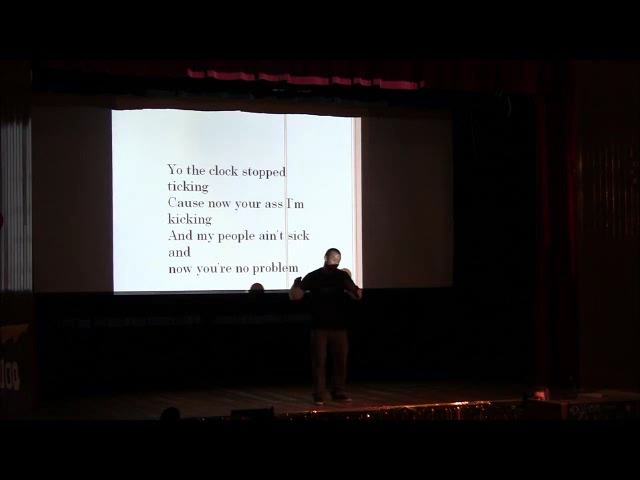 Yo the clock stopped
ticking
Cause now your ass I'm
kicking
And my people ain't sick
and
now you're no problem